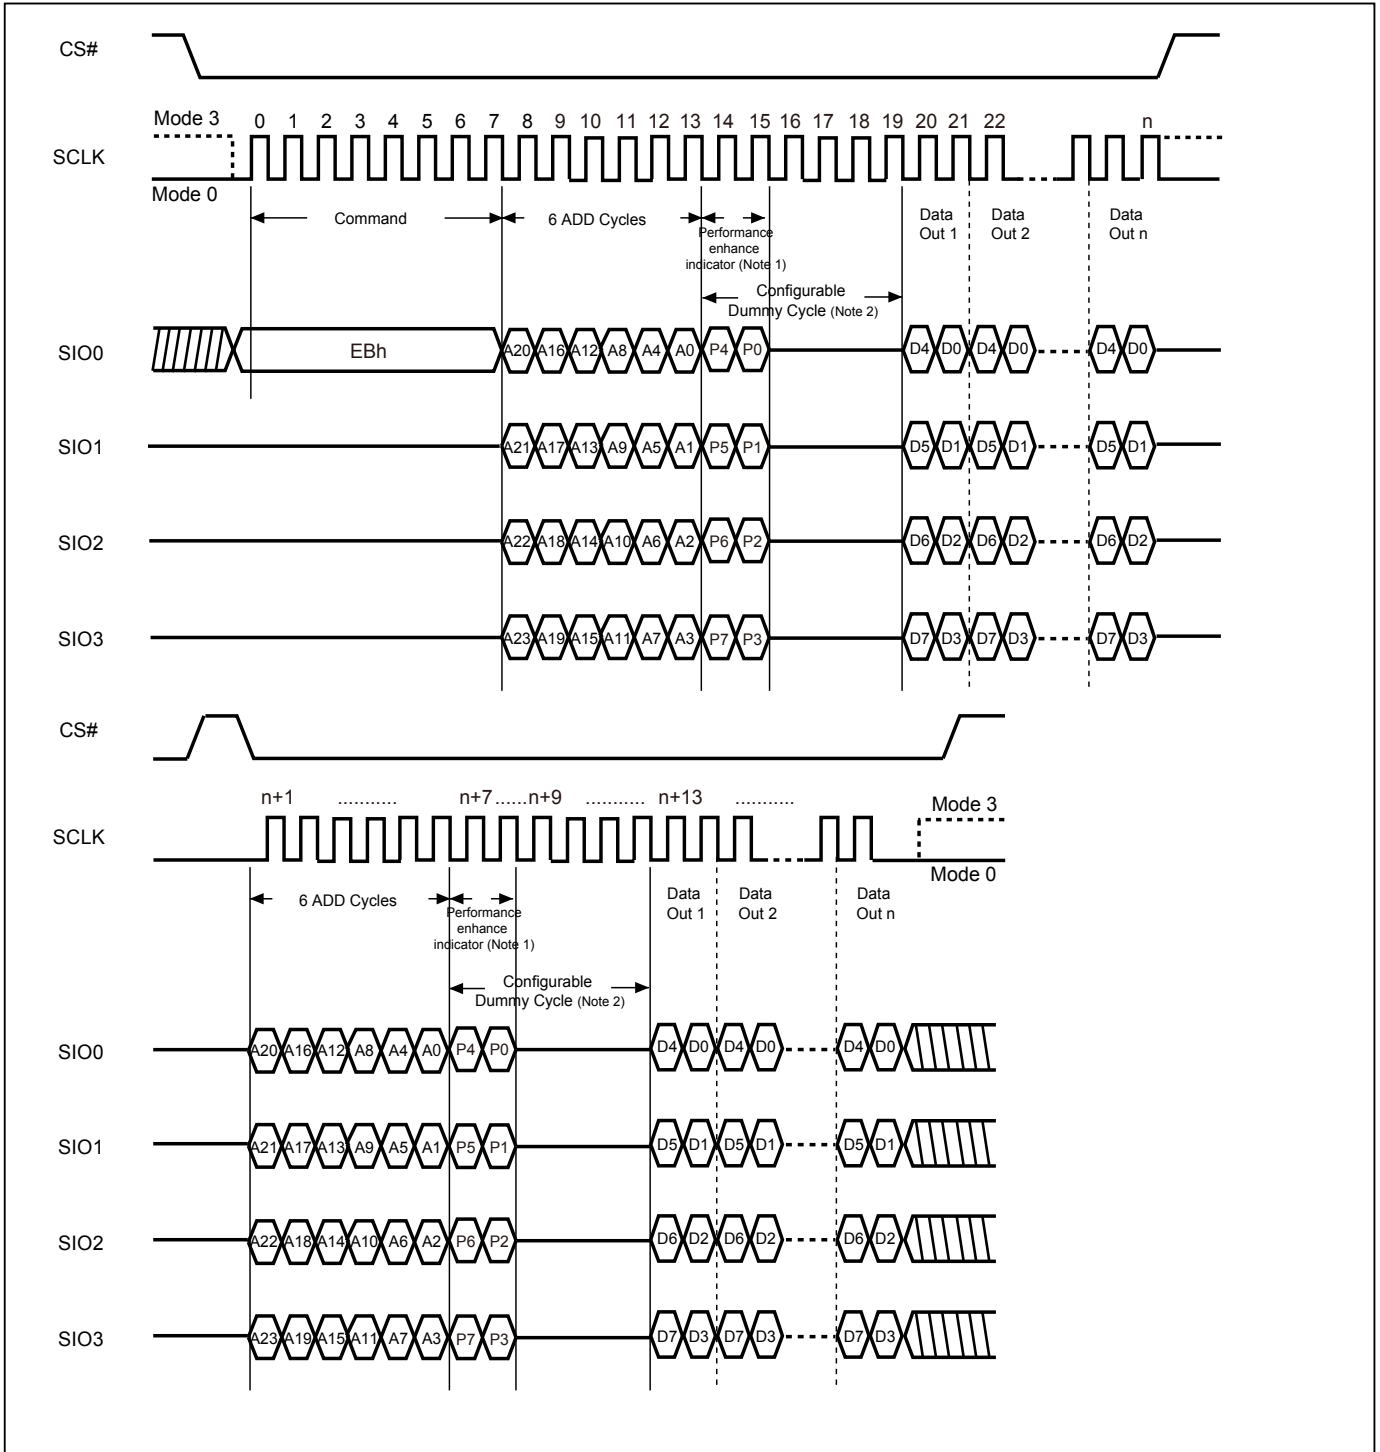 CS#
Mode 3
0 1 2 3 4 5 6 7 8 9 10 11 12 13 14 15 16 17 18 19 20 21 22 n
SCLK
Mode 0
Command
6 ADD Cycles
Performance
enhance
indicator (Note 1)
Data
Out 1
Data
Out 2
Data
Out n
Configurable
Dummy Cycle (Note 2)
SIO0 EBh A20 A16 A12 A8 A4 A0 P4 P0 D4 D0 D4 D0 D4 D0
SIO1 A21 A17 A13 A9 A5 A1 P5 P1 D5 D1 D5 D1 D5 D1
SIO2 A22 A18 A14 A10 A6 A2 P6 P2 D6 D2 D6 D2 D6 D2
SIO3 A23 A19 A15 A11 A7 A3 P7 P3 D7 D3 D7 D3 D7 D3
CS#
n+1 ........... n+7 ......n+9 ........... n+13 ...........
Mode 3
SCLK
Mode 0
6 ADD Cycles
Performance
enhance
indicator (Note 1)
Data
Out 1
Data
Out 2
Data
Out n
Configurable
Dummy Cycle (Note 2)
SIO0 A20 A16 A12 A8 A4 A0 P4 P0 D4 D0 D4 D0 D4 D0
SIO1 A21 A17 A13 A9 A5 A1 P5 P1 D5 D1 D5 D1 D5 D1
SIO2 A22 A18 A14 A10 A6 A2 P6 P2 D6 D2 D6 D2 D6 D2
SIO3 A23 A19 A15 A11 A7 A3 P7 P3 D7 D3 D7 D3 D7 D3